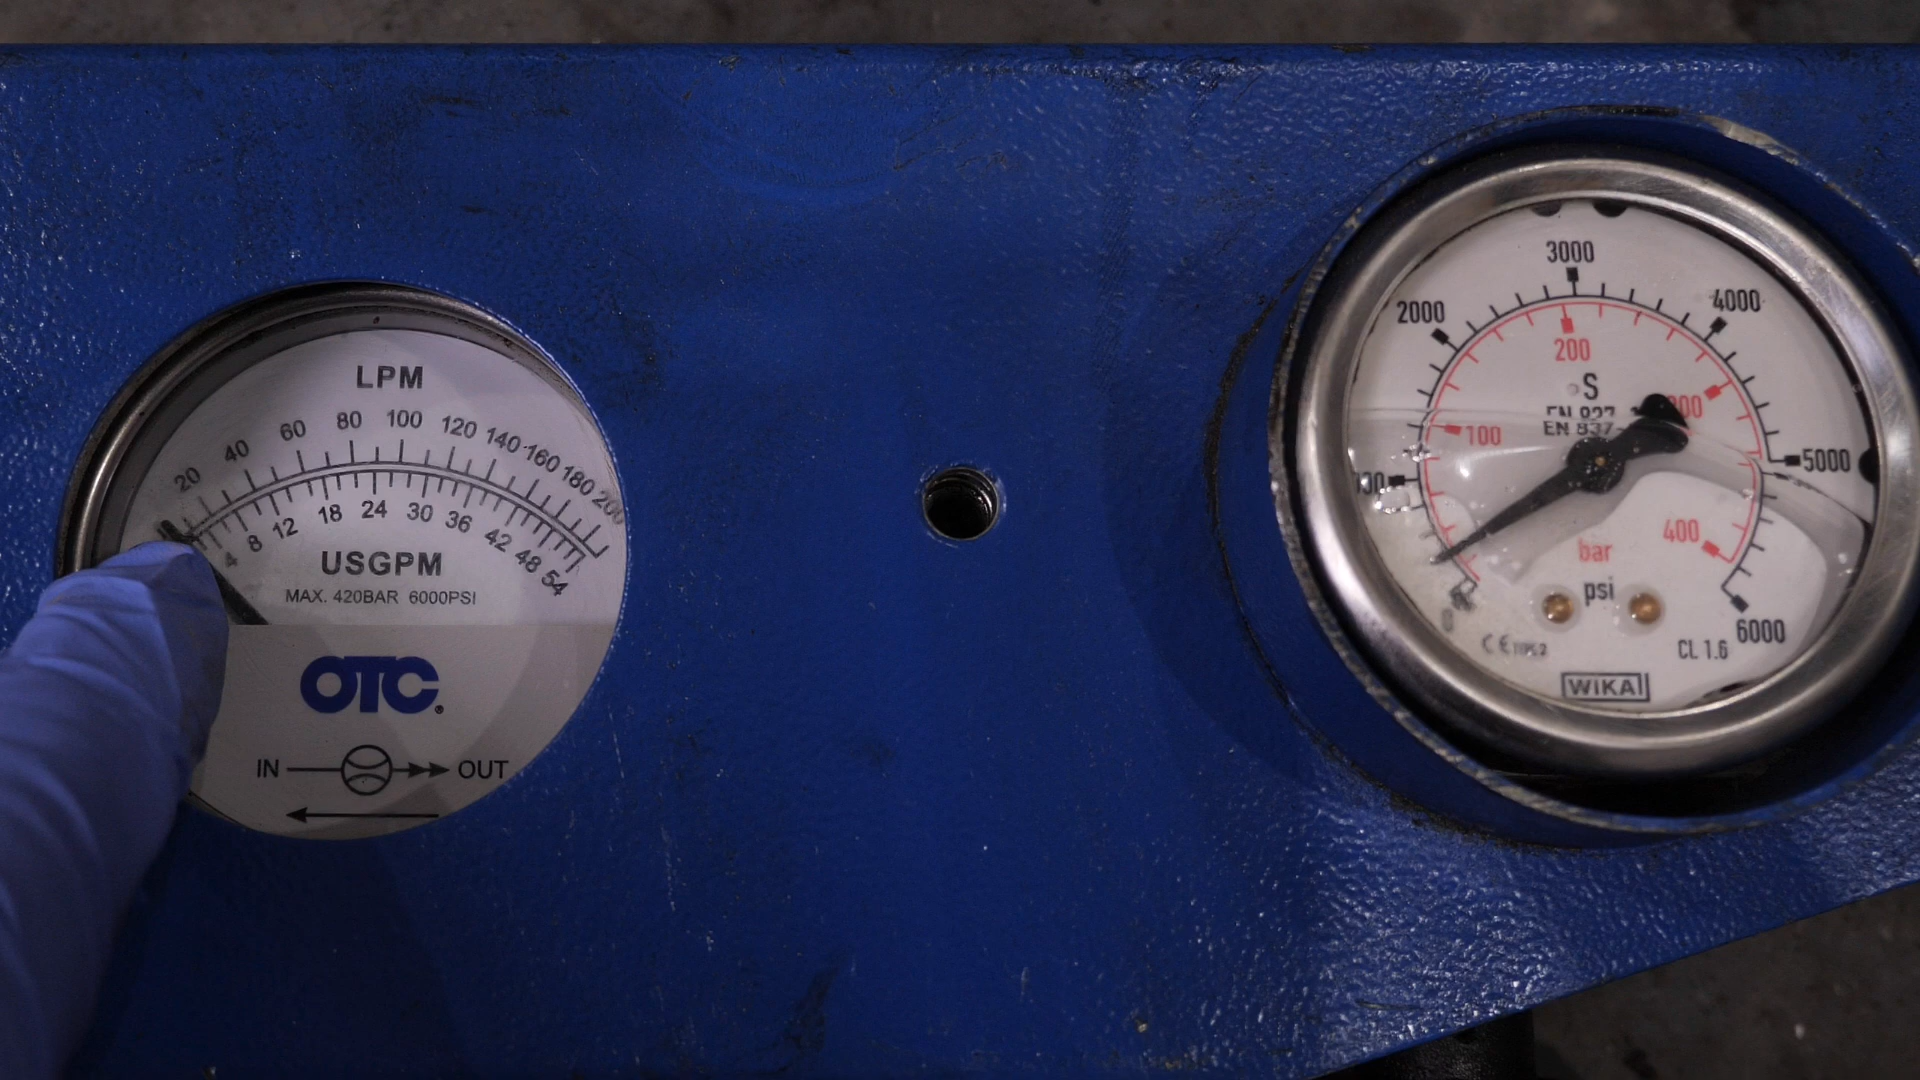 LPM
20 40 60 80 100 120 140 160 180 200
4 8 12 18 24 30 36 42 48 54
USGPM
MAX. 420BAR 6000PSI
OTC®
IN OUT
3000
2000 4000
200
S
EN 837-
100
5000
400
bar
psi
0
6000
CL 1.6
WIKA